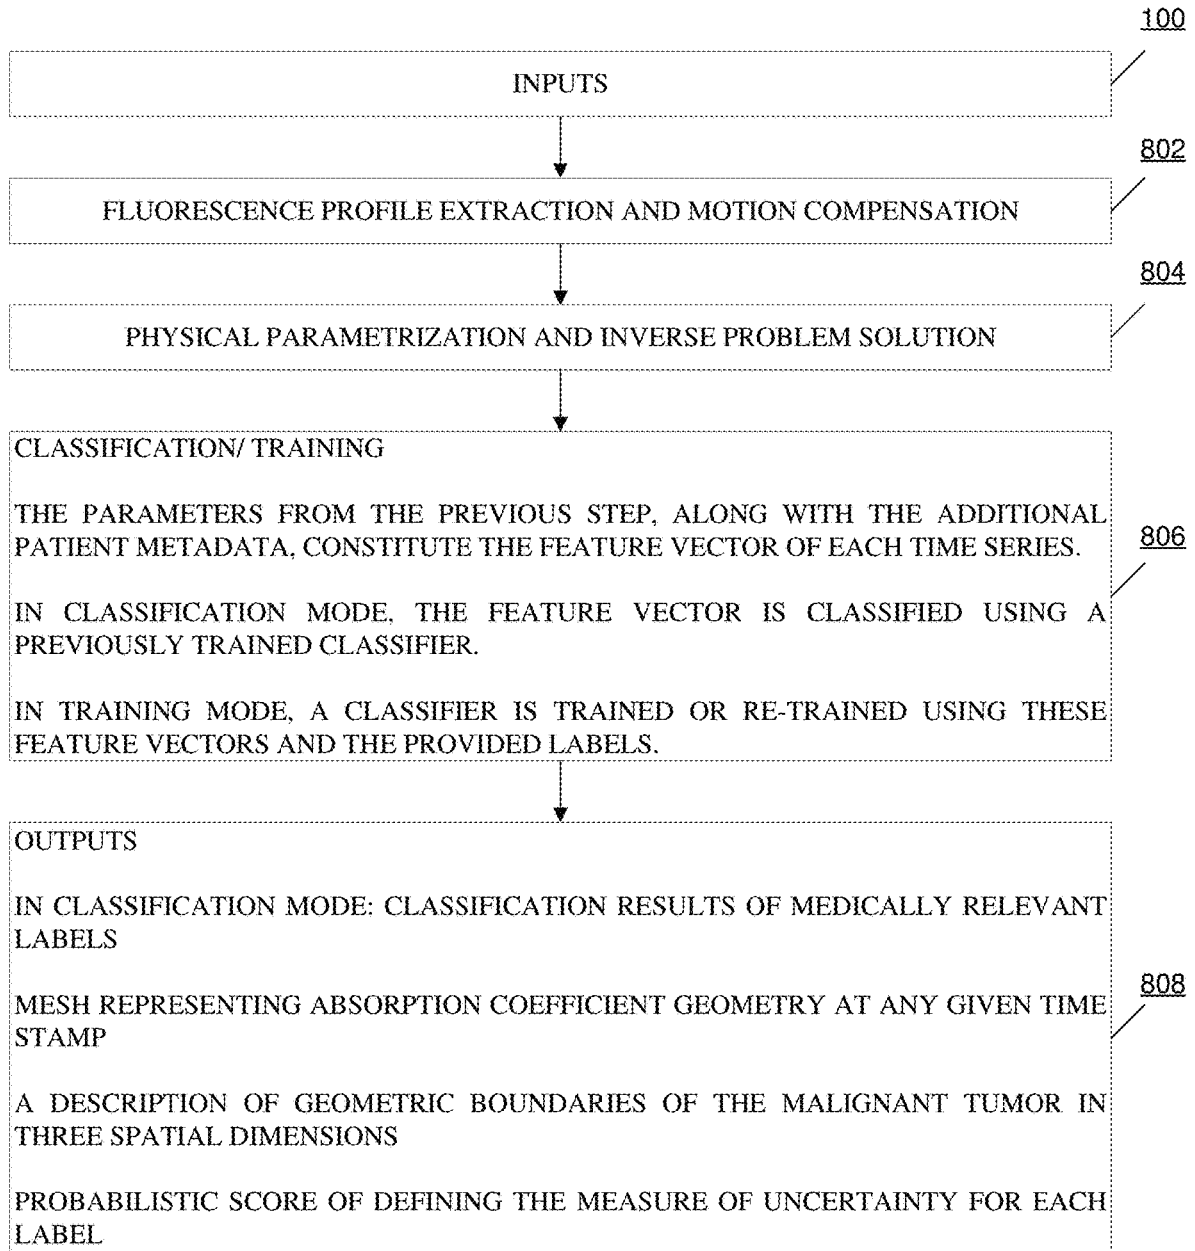 100
INPUTS
802
FLUORESCENCE PROFILE EXTRACTION AND MOTION COMPENSATION
804
PHYSICAL PARAMETRIZATION AND INVERSE PROBLEM SOLUTION
CLASSIFICATION/ TRAINING
THE PARAMETERS FROM THE PREVIOUS STEP, ALONG WITH THE ADDITIONAL
PATIENT METADATA, CONSTITUTE THE FEATURE VECTOR OF EACH TIME SERIES.
806
IN CLASSIFICATION MODE, THE FEATURE VECTOR IS CLASSIFIED USING A
PREVIOUSLY TRAINED CLASSIFIER.
IN TRAINING MODE, A CLASSIFIER IS TRAINED OR RE-TRAINED USING THESE
FEATURE VECTORS AND THE PROVIDED LABELS.
OUTPUTS
IN CLASSIFICATION MODE: CLASSIFICATION RESULTS OF MEDICALLY RELEVANT
LABELS
808
MESH REPRESENTING ABSORPTION COEFFICIENT GEOMETRY AT ANY GIVEN TIME
STAMP
A DESCRIPTION OF GEOMETRIC BOUNDARIES OF THE MALIGNANT TUMOR IN
THREE SPATIAL DIMENSIONS
PROBABILISTIC SCORE OF DEFINING THE MEASURE OF UNCERTAINTY FOR EACH
LABEL